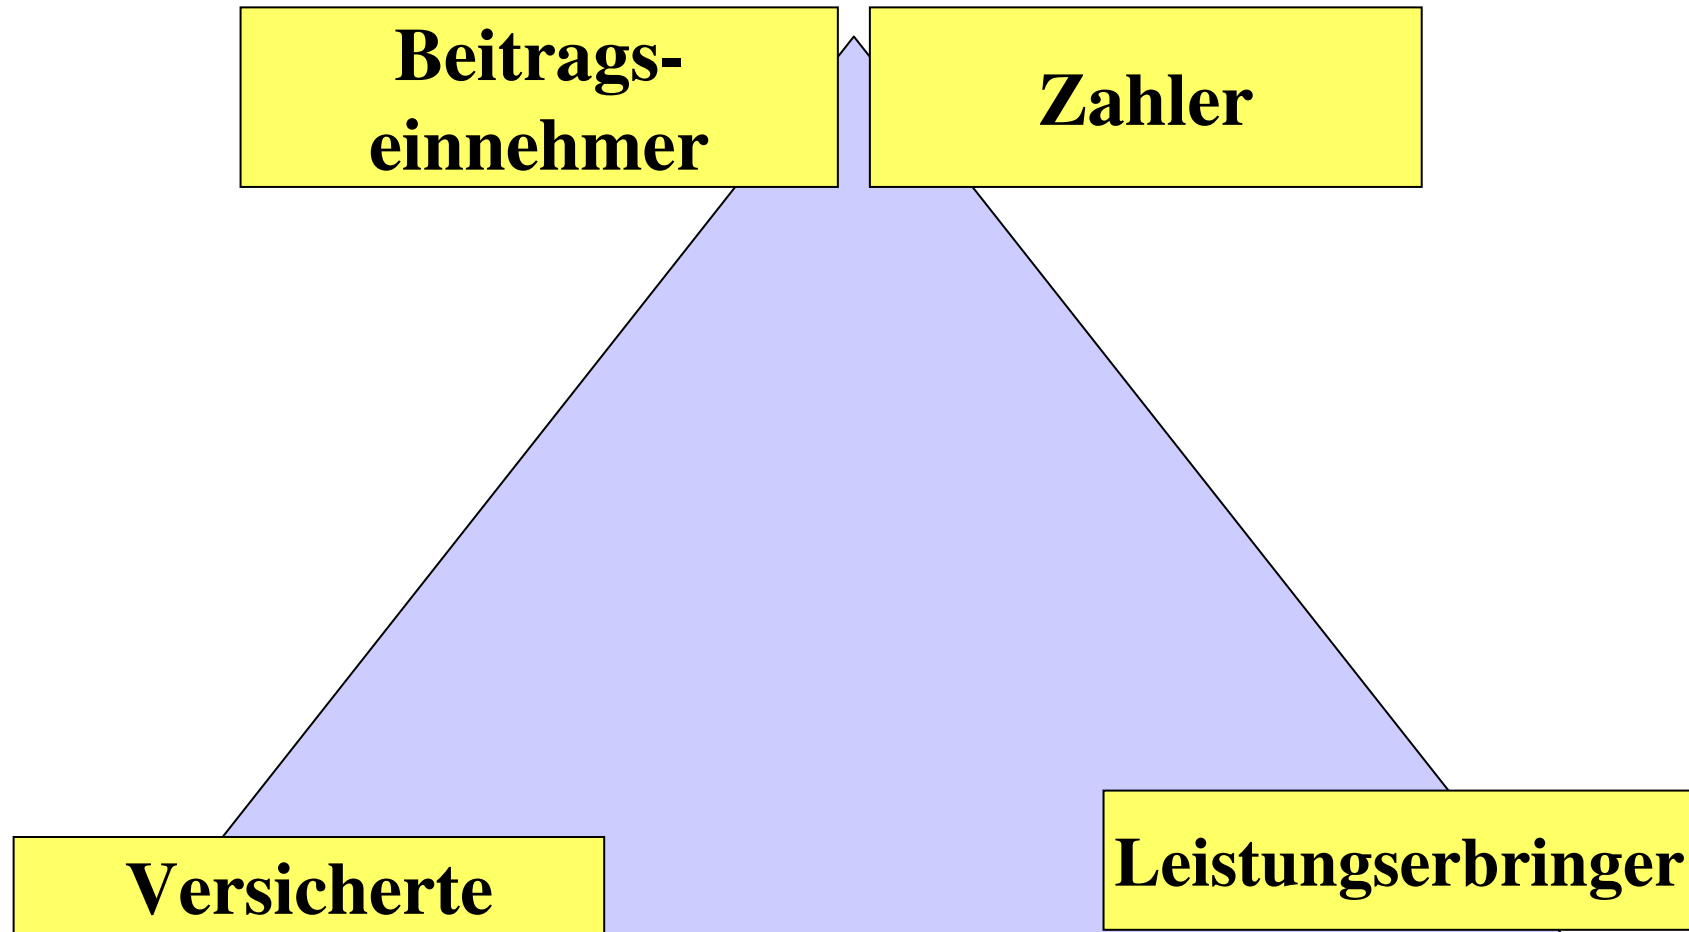 Beitrags-
einnehmer
Zahler
Leistungserbringer
Versicherte